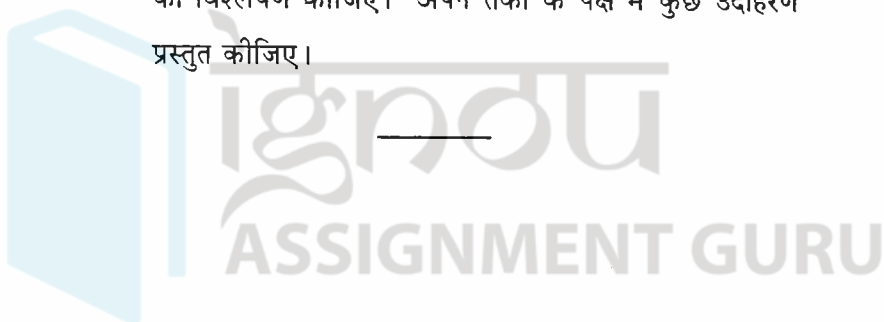 का विश्लेषण कीजिए। अपने तर्कों के पक्ष में कुछ उदाहरण
प्रस्तुत कीजिए।
ignou
ASSIGNMENT GURU